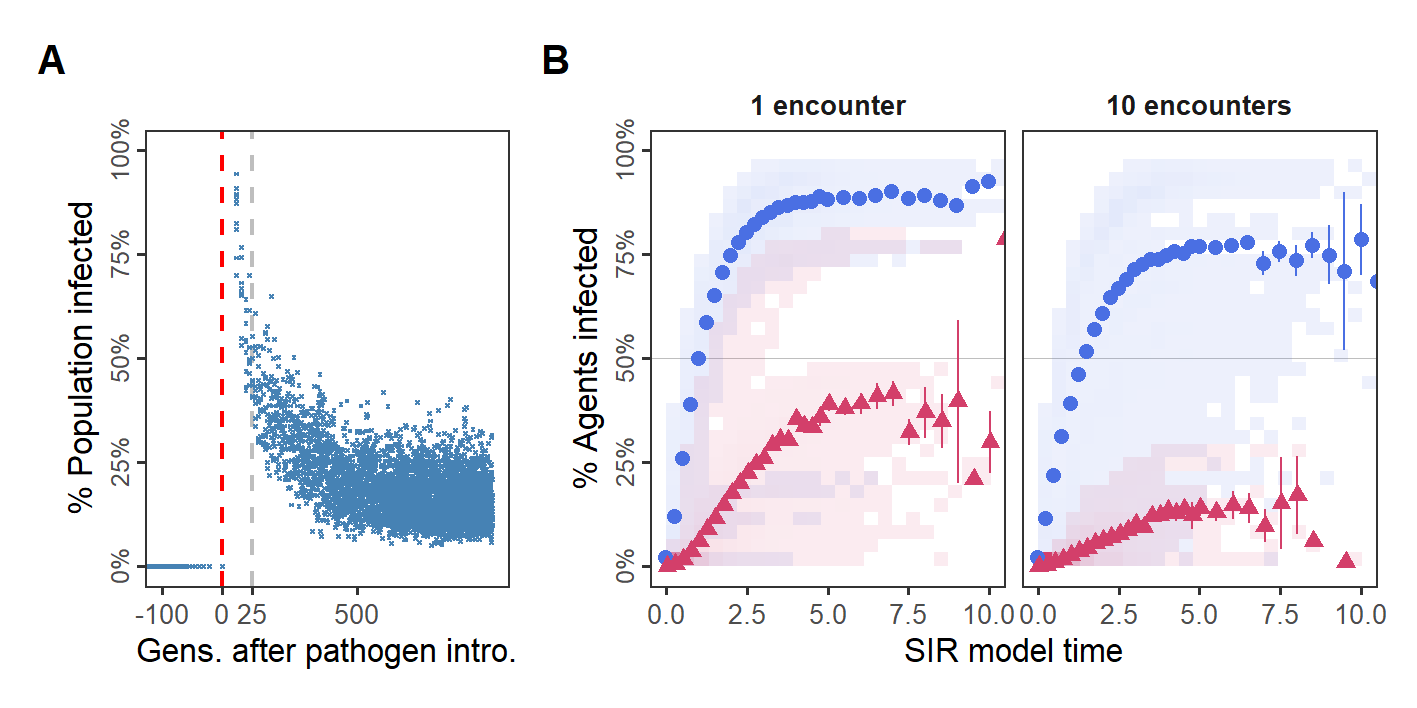 A
B
1 encounter
10 encounters
% Population infected
100%
75%
50%
25%
0%
-100 0 25 500
Gens. after pathogen intro.
% Agents infected
100%
75%
50%
25%
0%
0.0 2.5 5.0 7.5 10.0
0.0 2.5 5.0 7.5 10.0
SIR model time